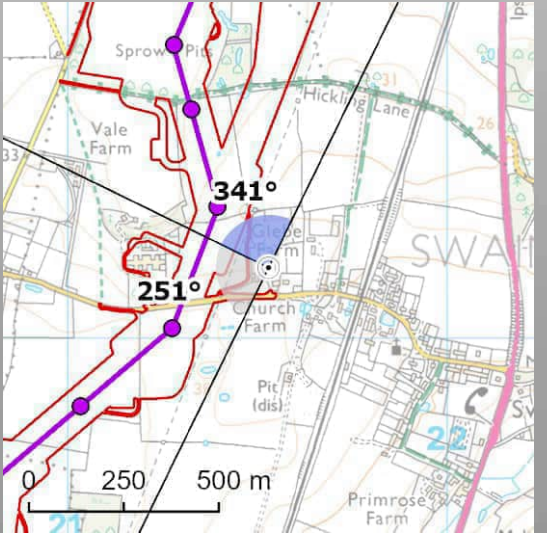 Sprow Pits
31
Hickling Lane
26
Vale
Farm
33
341°
Glebe
Farm
SWA
251°
Church
Farm
Pit
(dis)
22
0 250 500 m
Primrose
Farm
21